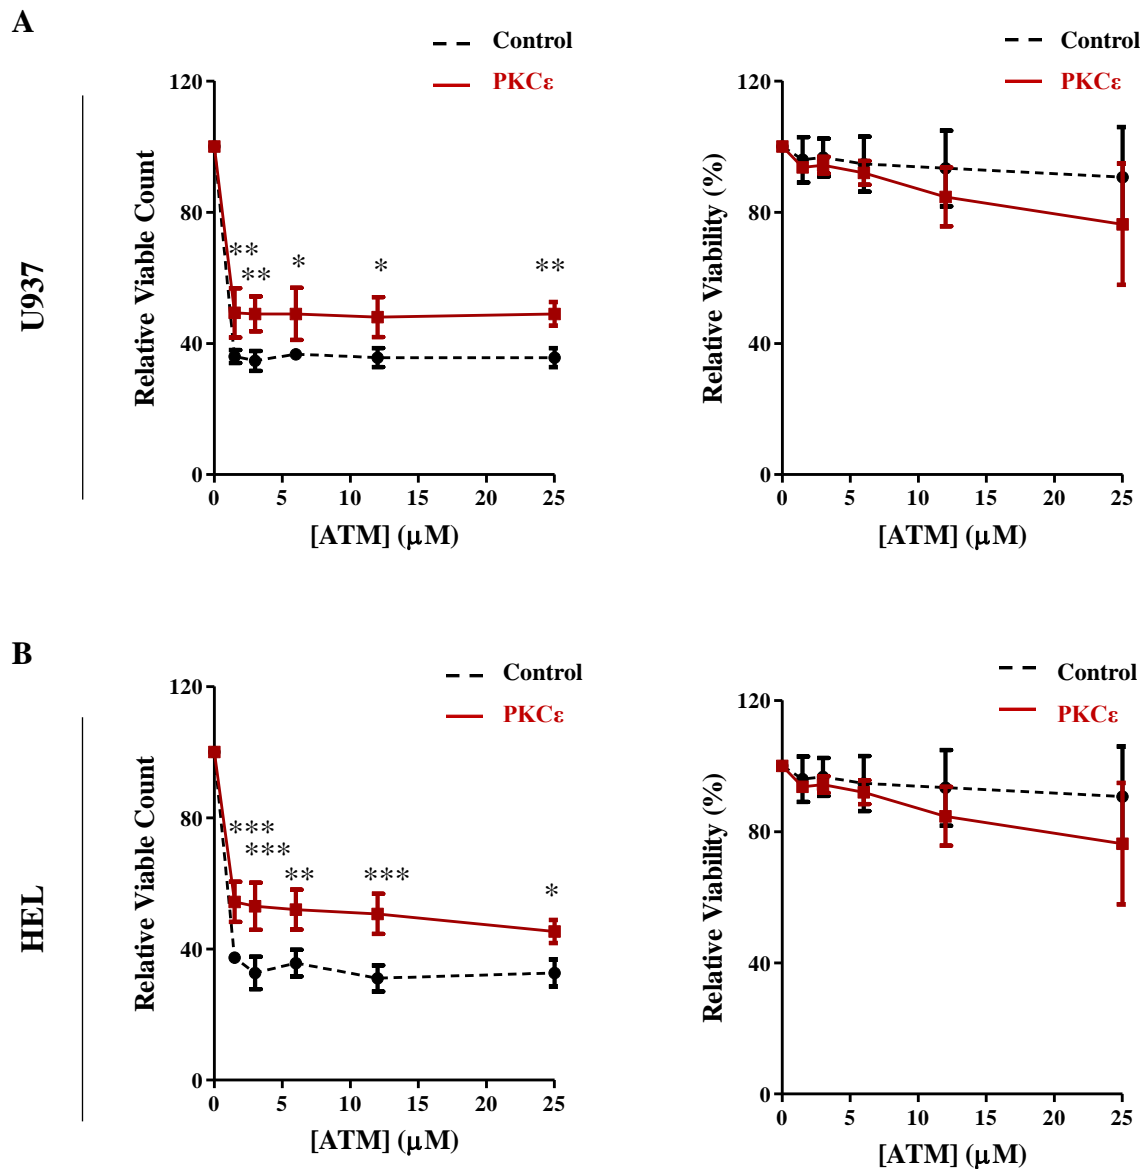 A
Control
PKCε
120
80
40
0
0 5 10 15 20 25
Relative Viable Count
[ATM] (μM)
** ** * * **
U937
Control
PKCε
120
80
40
0
0 5 10 15 20 25
Relative Viability (%)
[ATM] (μM)
B
Control
PKCε
120
80
40
0
0 5 10 15 20 25
Relative Viable Count
[ATM] (μM)
*** *** ** *** *
HEL
Control
PKCε
120
80
40
0
0 5 10 15 20 25
Relative Viability (%)
[ATM] (μM)